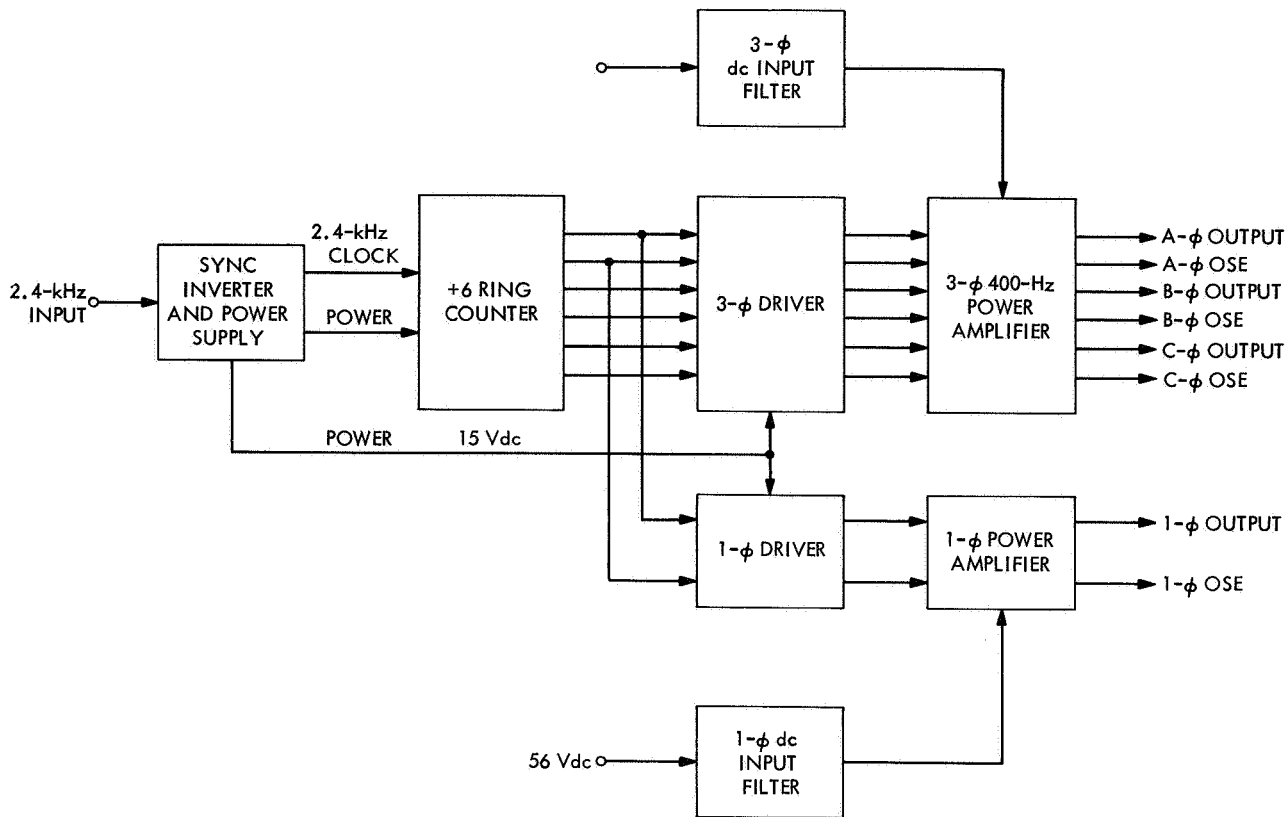 3-ϕ
dc INPUT
FILTER
2.4-kHz
INPUT
SYNC
INVERTER
AND POWER
SUPPLY
2.4-kHz
CLOCK
POWER
+6 RING
COUNTER
3-ϕ DRIVER
3-ϕ 400-Hz
POWER
AMPLIFIER
A-ϕ OUTPUT
A-ϕ OSE
B-ϕ OUTPUT
B-ϕ OSE
C-ϕ OUTPUT
C-ϕ OSE
POWER 15 Vdc
1-ϕ DRIVER
1-ϕ POWER
AMPLIFIER
1-ϕ OUTPUT
1-ϕ OSE
56 Vdc
1-ϕ dc
INPUT
FILTER